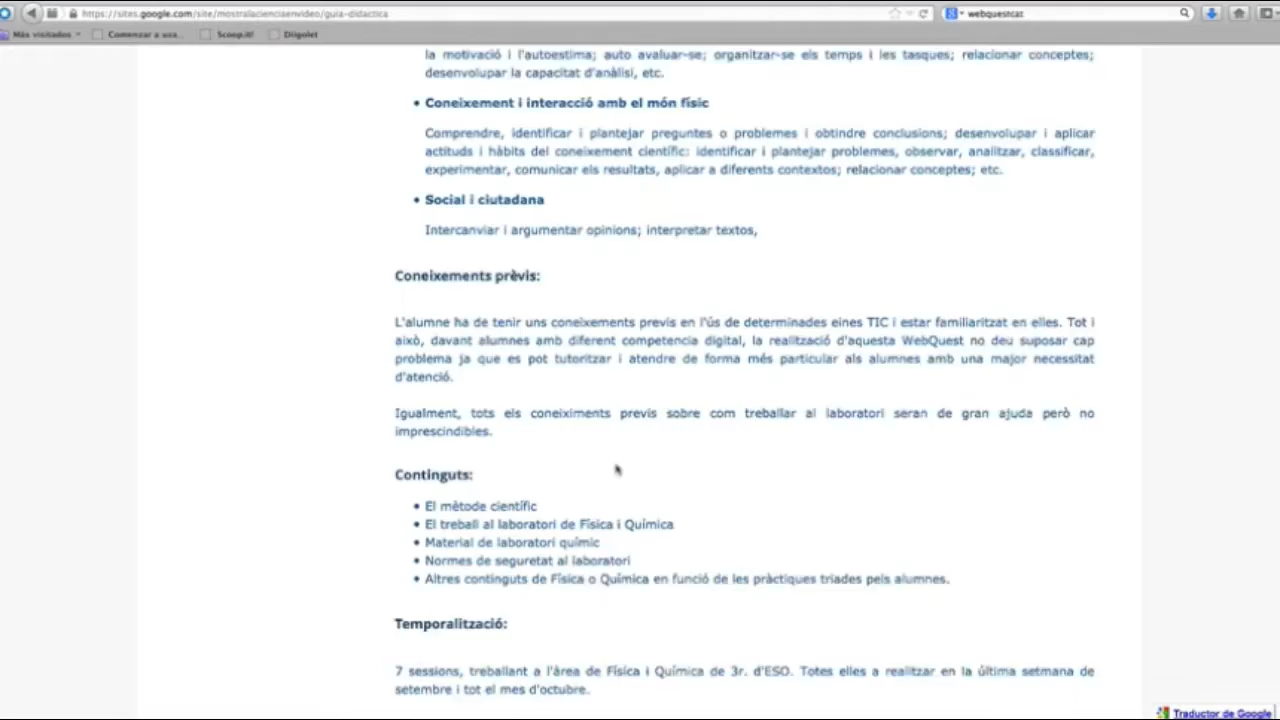 https://sites.google.com/site/mostralacienciaenvideo/guia-didactica
webquestcat
Más visitados
Comenzar a usa...
Scoop.it!
Diigolet
la motivació i l'autoestima; auto avaluar-se; organitzar-se els temps i les tasques; relacionar conceptes;
desenvolupar la capacitat d'anàlisi, etc.
• Coneixement i interacció amb el món físic
Comprendre, identificar i plantejar preguntes o problemes i obtindre conclusions; desenvolupar i aplicar
actituds i hàbits del coneixement científic: identificar i plantejar problemes, observar, analitzar, classificar,
experimentar, comunicar els resultats, aplicar a diferents contextos; relacionar conceptes; etc.
• Social i ciutadana
Intercanviar i argumentar opinions; interpretar textos,
Coneixements prèvis:
L'alumne ha de tenir uns coneixements previs en l'ús de determinades eines TIC i estar familiaritzat en elles. Tot i
això, davant alumnes amb diferent competencia digital, la realització d'aquesta WebQuest no deu suposar cap
problema ja que es pot tutoritzar i atendre de forma més particular als alumnes amb una major necessitat
d'atenció.
Igualment, tots els coneiximents previs sobre com treballar al laboratori seran de gran ajuda però no
imprescindibles.
Continguts:
• El mètode científic
• El treball al laboratori de Física i Química
• Material de laboratori químic
• Normes de seguretat al laboratori
• Altres continguts de Física o Química en funció de les pràctiques triades pels alumnes.
Temporalització:
7 sessions, treballant a l'àrea de Física i Química de 3r. d'ESO. Totes elles a realitzar en la última setmana de
setembre i tot el mes d'octubre.
Traductor de Google